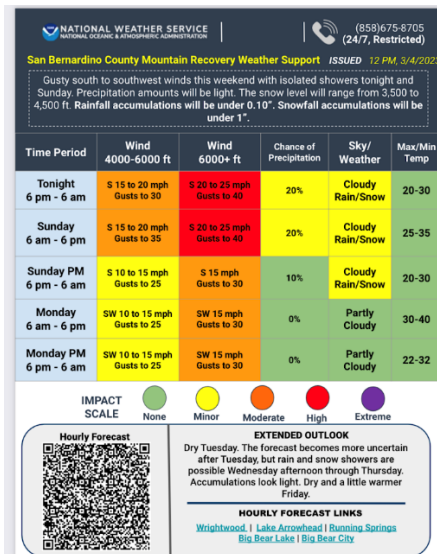 NATIONAL WEATHER SERVICE
NATIONAL OCEANIC & ATMOSPHERIC ADMINISTRATION
(858)675-8705
(24/7, Restricted)
San Bernardino County Mountain Recovery Weather Support ISSUED 12 PM, 3/4/2023
Gusty south to southwest winds this weekend with isolated showers tonight and
Sunday. Precipitation amounts will be light. The snow level will range from 3,500 to
4,500 ft. Rainfall accumulations will be under 0.10”. Snowfall accumulations will be
under 1”.
Time Period
Wind
4000-6000 ft
Wind
6000+ ft
Chance of
Precipitation
Sky/
Weather
Max/Min
Temp
Tonight
6 pm - 6 am
S 15 to 20 mph
Gusts to 30
S 20 to 25 mph
Gusts to 40
20%
Cloudy
Rain/Snow
20-30
Sunday
6 am - 6 pm
S 15 to 20 mph
Gusts to 35
S 20 to 25 mph
Gusts to 40
20%
Cloudy
Rain/Snow
25-35
Sunday PM
6 pm - 6 am
S 10 to 15 mph
Gusts to 25
S 15 mph
Gusts to 30
10%
Cloudy
Rain/Snow
20-30
Monday
6 am - 6 pm
SW 10 to 15 mph
Gusts to 25
SW 15 mph
Gusts to 30
0%
Partly
Cloudy
30-40
Monday PM
6 pm - 6 am
SW 10 to 15 mph
Gusts to 25
SW 15 mph
Gusts to 30
0%
Partly
Cloudy
22-32
IMPACT
SCALE
None
Minor
Moderate
High
Extreme
Hourly Forecast
EXTENDED OUTLOOK
Dry Tuesday. The forecast becomes more uncertain
after Tuesday, but rain and snow showers are
possible Wednesday afternoon through Thursday.
Accumulations look light. Dry and a little warmer
Friday.
HOURLY FORECAST LINKS
Wrightwood | Lake Arrowhead | Running Springs
Big Bear Lake | Big Bear City